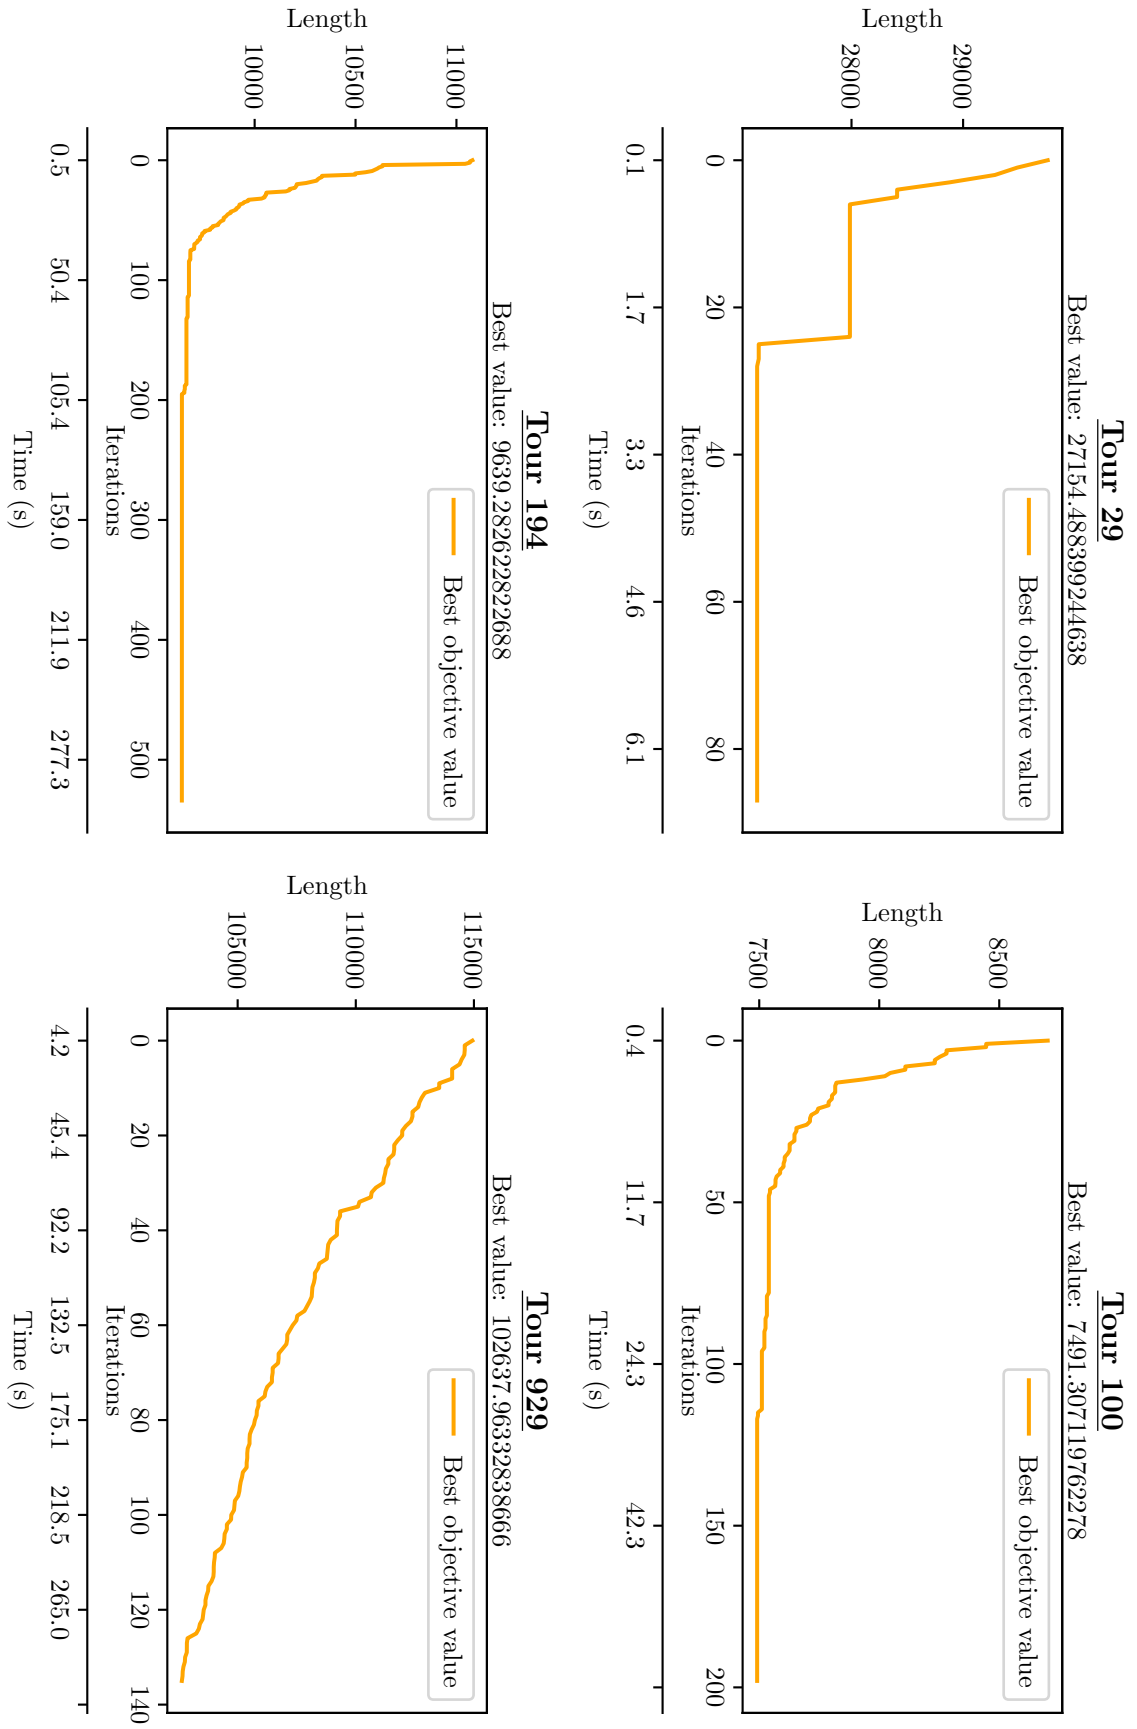 Tour 29
Best value: 27154.488399244638
Length
29000
28000
Best objective value
0 20 40 60 80
Iterations
0.1 1.7 3.3 4.6 6.1
Time (s)
Tour 100
Best value: 7491.307119762278
Length
8500
8000
7500
Best objective value
0 50 100 150 200
Iterations
0.4 11.7 24.3 42.3
Time (s)
Tour 194
Best value: 9639.282622822688
Length
11000
10500
10000
Best objective value
0 100 200 300 400 500
Iterations
0.5 50.4 105.4 159.0 211.9 277.3
Time (s)
Tour 929
Best value: 102637.96332838666
Length
115000
110000
105000
Best objective value
0 20 40 60 80 100 120 140
Iterations
4.2 45.4 92.2 132.5 175.1 218.5 265.0
Time (s)